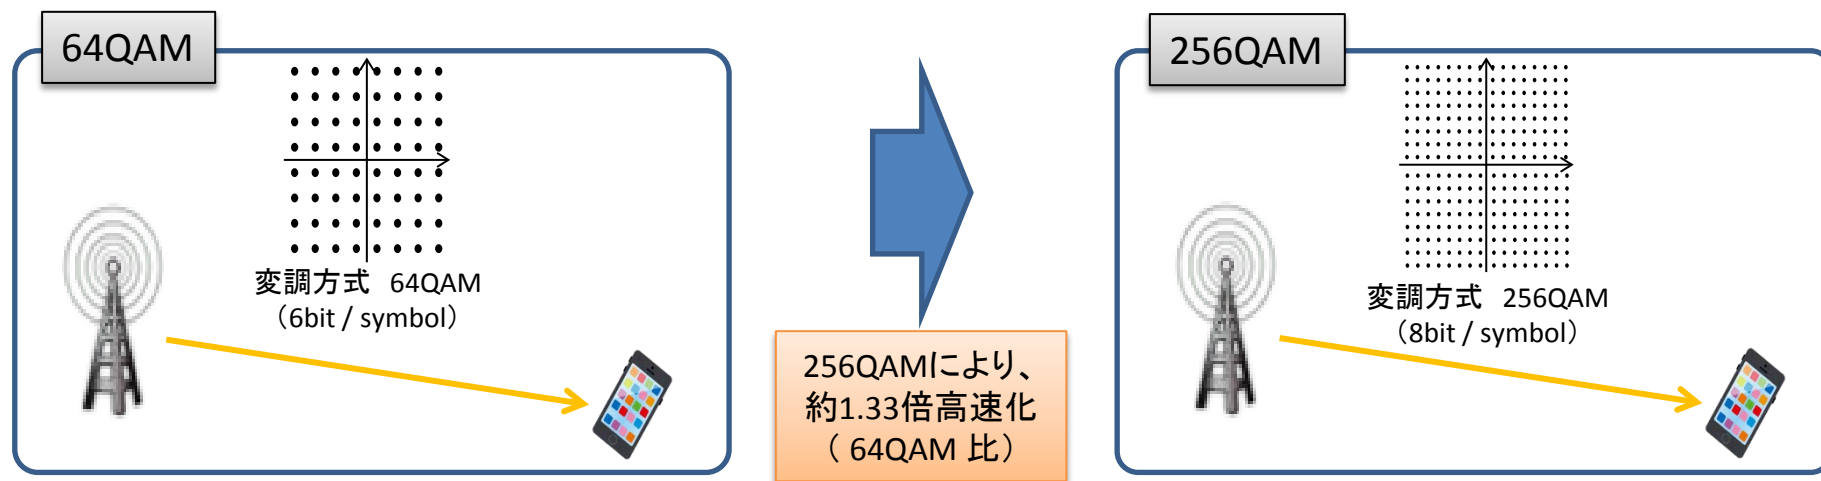 64QAM
変調方式 64QAM
（6bit / symbol）
256QAMにより、
約1.33倍高速化
（ 64QAM 比）
256QAM
変調方式 256QAM
（8bit / symbol）